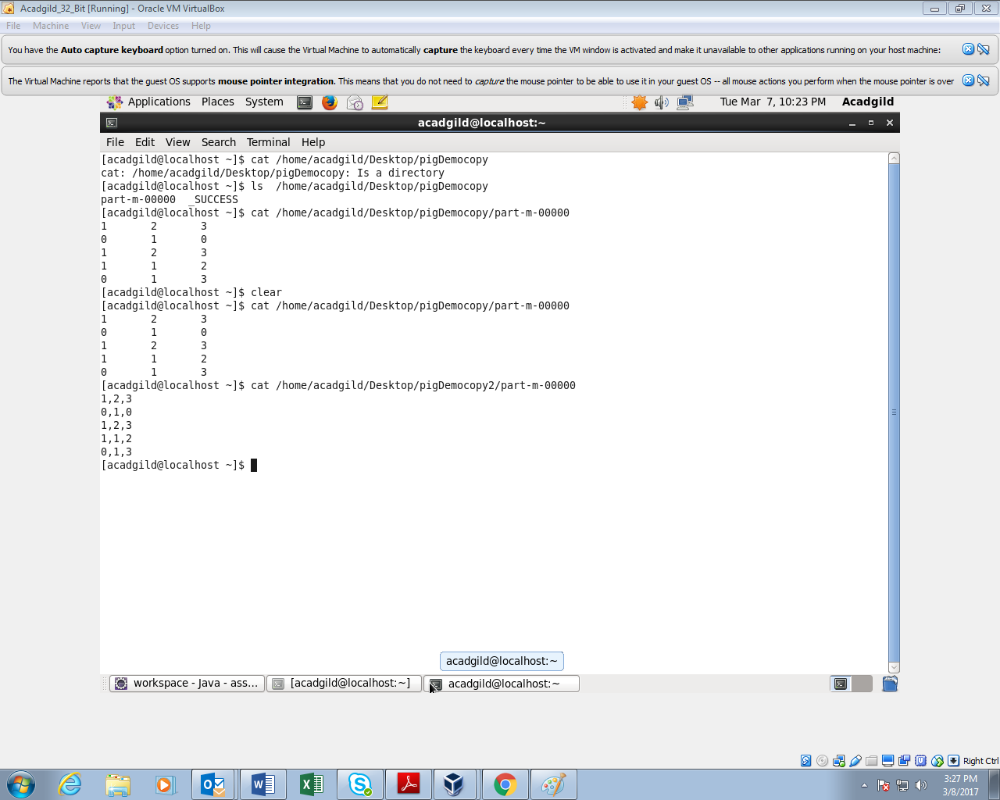 Acadgild_32_Bit [Running] - Oracle VM VirtualBox
File Machine View Input Devices Help
You have the Auto capture keyboard option turned on. This will cause the Virtual Machine to automatically capture the keyboard every time the VM window is activated and make it unavailable to other applications running on your host machine:
The Virtual Machine reports that the guest OS supports mouse pointer integration. This means that you do not need to capture the mouse pointer to be able to use it in your guest OS -- all mouse actions you perform when the mouse pointer is over
Applications Places System Tue Mar 7, 10:23 PM Acadgild
acadgild@localhost:~
File Edit View Search Terminal Help
[acadgild@localhost ~]$ cat /home/acadgild/Desktop/pigDemocopy
cat: /home/acadgild/Desktop/pigDemocopy: Is a directory
[acadgild@localhost ~]$ ls  /home/acadgild/Desktop/pigDemocopy
part-m-00000  _SUCCESS
[acadgild@localhost ~]$ cat /home/acadgild/Desktop/pigDemocopy/part-m-00000
1 2 3
0 1 0
1 2 3
1 1 2
0 1 3
[acadgild@localhost ~]$ clear
[acadgild@localhost ~]$ cat /home/acadgild/Desktop/pigDemocopy/part-m-00000
1 2 3
0 1 0
1 2 3
1 1 2
0 1 3
[acadgild@localhost ~]$ cat /home/acadgild/Desktop/pigDemocopy2/part-m-00000
1,2,3
0,1,0
1,2,3
1,1,2
0,1,3
[acadgild@localhost ~]$
acadgild@localhost:~
workspace - Java - ass... [acadgild@localhost:~] acadgild@localhost:~
Right Ctrl
3:27 PM
3/8/2017